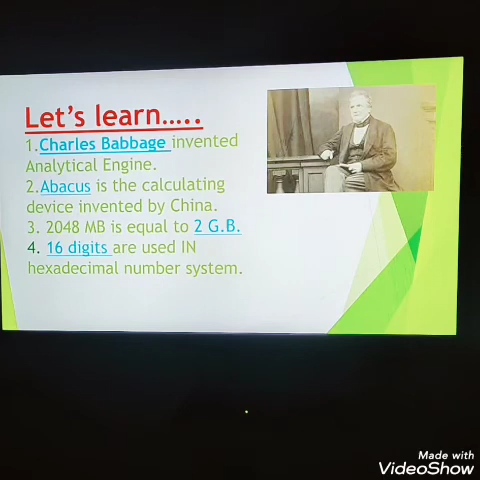 Let's learn.....
1.Charles Babbage invented
Analytical Engine.
2.Abacus is the calculating
device invented by China.
3. 2048 MB is equal to 2 G.B.
4. 16 digits are used IN
hexadecimal number system.
Made with
VideoShow